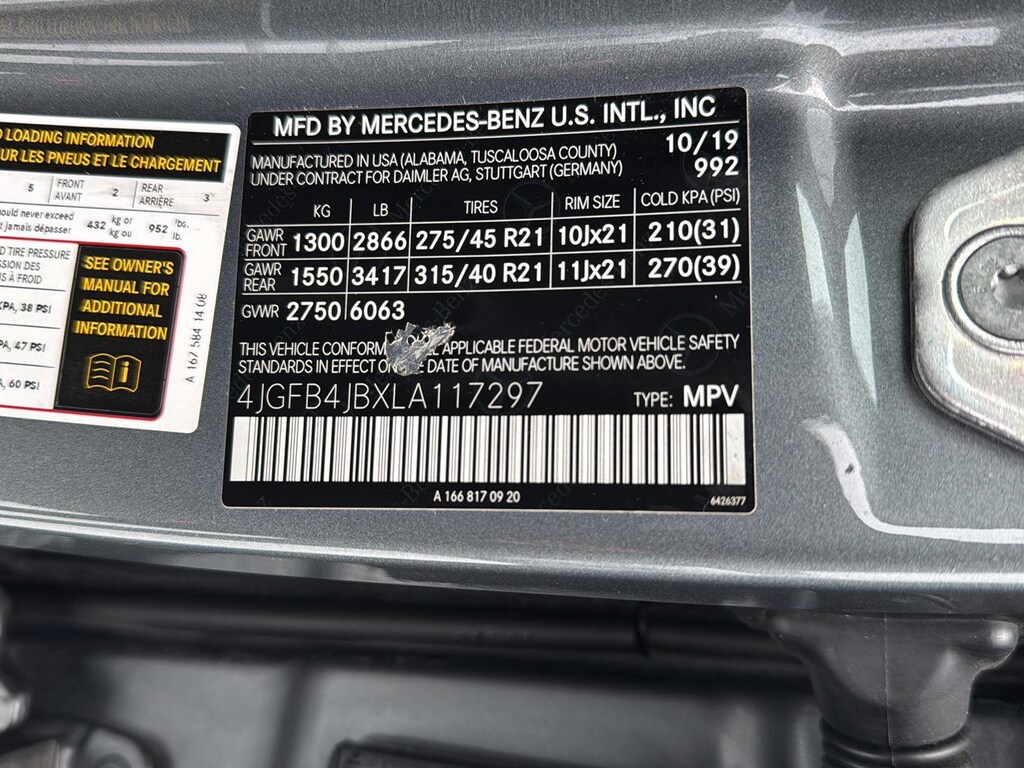 LOADING INFORMATION
UR LES PNEUS ET LE CHARGEMENT
5 FRONT AVANT 2 REAR ARRIÈRE 3
ould never exceed
t jamais dépasser 432 kg or kg ou 952 lbs. lb.
TIRE PRESSURE
SSION DES
S À FROID
KPA, 38 PSI
PA, 47 PSI
A, 60 PSI
SEE OWNER'S
MANUAL FOR
ADDITIONAL
INFORMATION
A 167 584 14 08
MFD BY MERCEDES-BENZ U.S. INTL., INC
10/19
MANUFACTURED IN USA (ALABAMA, TUSCALOOSA COUNTY)
UNDER CONTRACT FOR DAIMLER AG, STUTTGART (GERMANY)
992
KG LB TIRES RIM SIZE COLD KPA (PSI)
GAWR FRONT 1300 2866 275/45 R21 10Jx21 210(31)
GAWR REAR 1550 3417 315/40 R21 11Jx21 270(39)
GVWR 2750 6063
THIS VEHICLE CONFORM APPLICABLE FEDERAL MOTOR VEHICLE SAFETY
STANDARDS IN EFFECT DATE OF MANUFACTURE SHOWN ABOVE.
4JGFB4JBXLA117297 TYPE: MPV
A 166 817 09 20
6426377